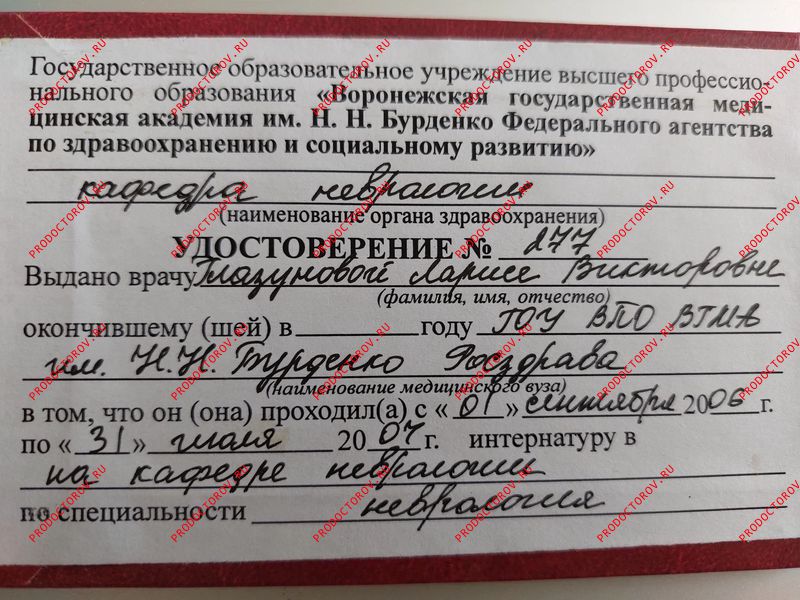 Государственное образовательное учреждение высшего профессио-
нального образования «Воронежская государственная меди-
цинская академия им. Н. Н. Бурденко Федерального агентства
по здравоохранению и социальному развитию»
кафедра неврологии
(наименование органа здравоохранения)
УДОСТОВЕРЕНИЕ № 277
Выдано врачу Глазуновой Ларисе Викторовне
(фамилия, имя, отчество)
окончившему (шей) в году ГОУ ВПО ВГМА
им. Н.Н. Бурденко Росздрава
(наименование медицинского вуза)
в том, что он (она) проходил(а) с «01» сентября 2006 г.
по «31» июля 2007 г. интернатуру в
на кафедре неврологии
по специальности неврология
PRODOCTOROV.RU